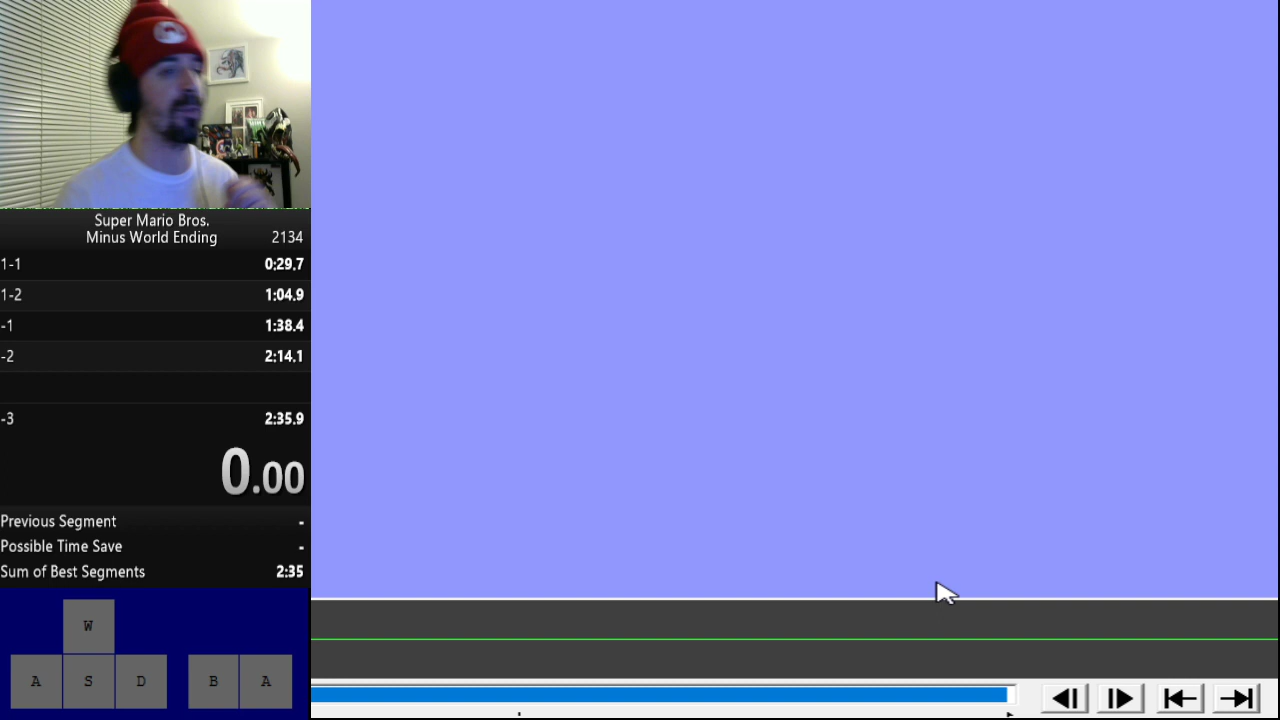 Super Mario Bros.
Minus World Ending 2134
1-1 0:29.7
1-2 1:04.9
-1 1:38.4
-2 2:14.1
-3 2:35.9
0.00
Previous Segment -
Possible Time Save -
Sum of Best Segments 2:35
W
A S D B A